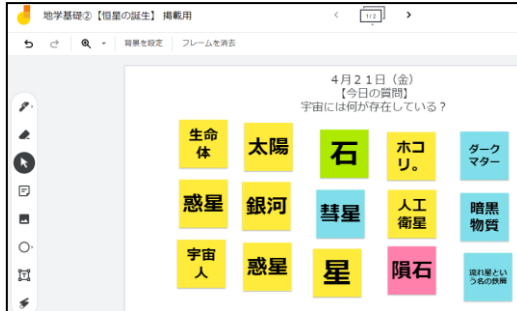 地学基礎②【恒星の誕生】 掲載用
1/2
背景を設定 フレームを消去
4月21日（金）
【今日の質問】
宇宙には何が存在している？
生命
体
太陽
石
ホコ
リ。
ダーク
マター
惑星
銀河
彗星
人工
衛星
暗黒
物質
宇宙
人
惑星
星
隕石
流れ星とい
う名の鉄屑